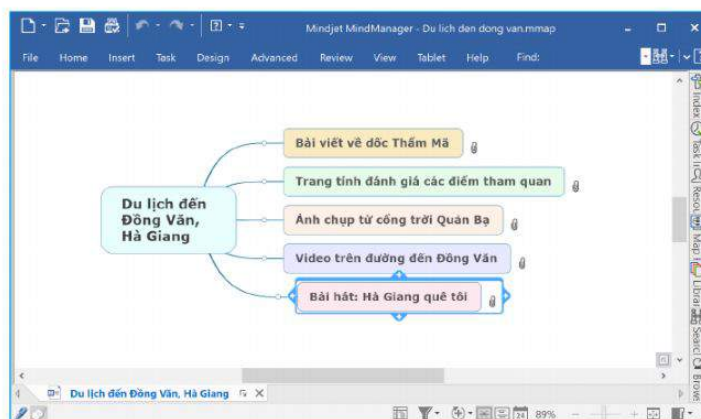 Mindjet MindManager - Du lich den dong van.mmap
File Home Insert Task Design Advanced Review View Tablet Help Find:
Bài viết về dốc Thẩm Mã
Trang tính đánh giá các điểm tham quan
Du lịch đến
Đồng Văn,
Hà Giang
Ảnh chụp từ cổng trời Quản Bạ
Video trên đường đến Đồng Văn
Bài hát: Hà Giang quê tôi
Index
Task
Map
Du lịch đến Đồng Văn, Hà Giang
89%